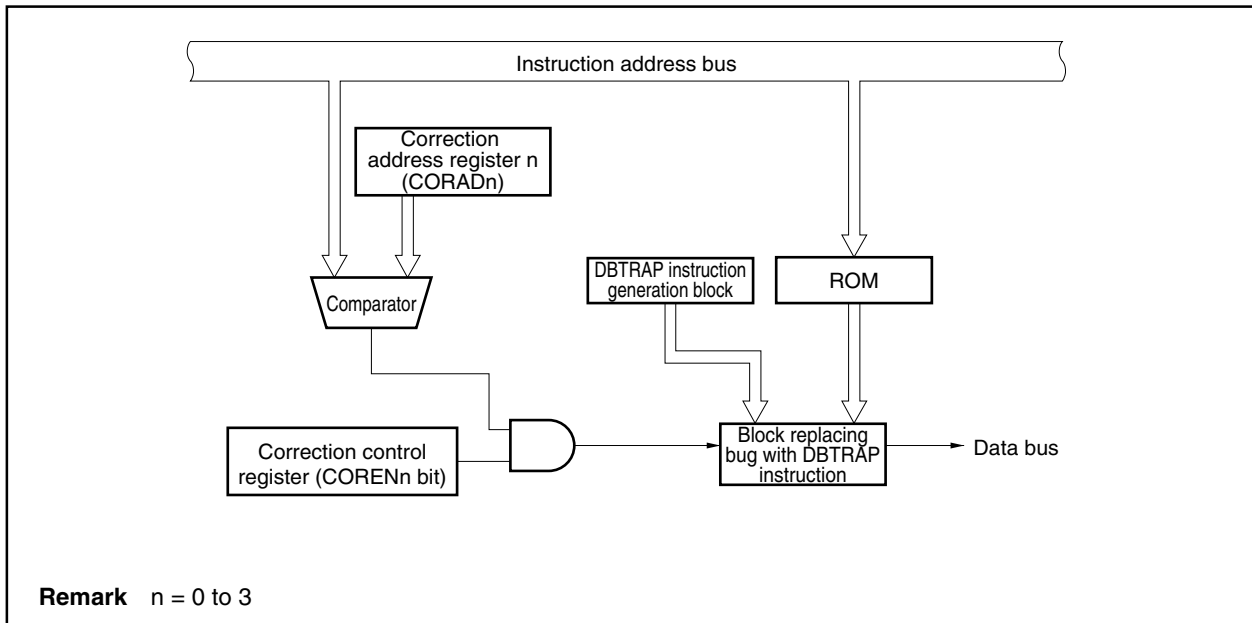 Instruction address bus
Correction
address register n
(CORADn)
Comparator
DBTRAP instruction
generation block
ROM
Correction control
register (CORENn bit)
Block replacing
bug with DBTRAP
instruction
Data bus
Remark n = 0 to 3